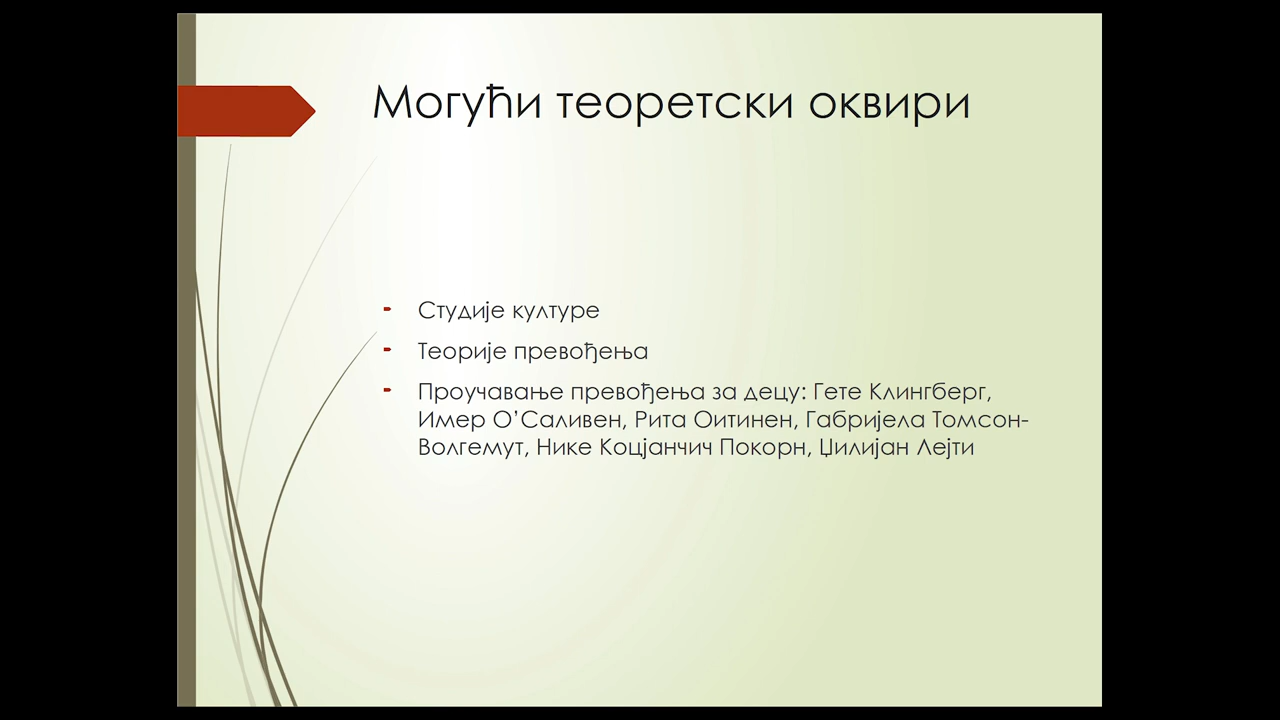 Могући теоретски оквири
Студије културе
Теорије превођења
Проучавање превођења за децу: Гете Клингберг,
Имер О’Саливен, Рита Оитинен, Габријела Томсон-
Волгемут, Нике Коцјанчич Покорн, Џилијан Лејти